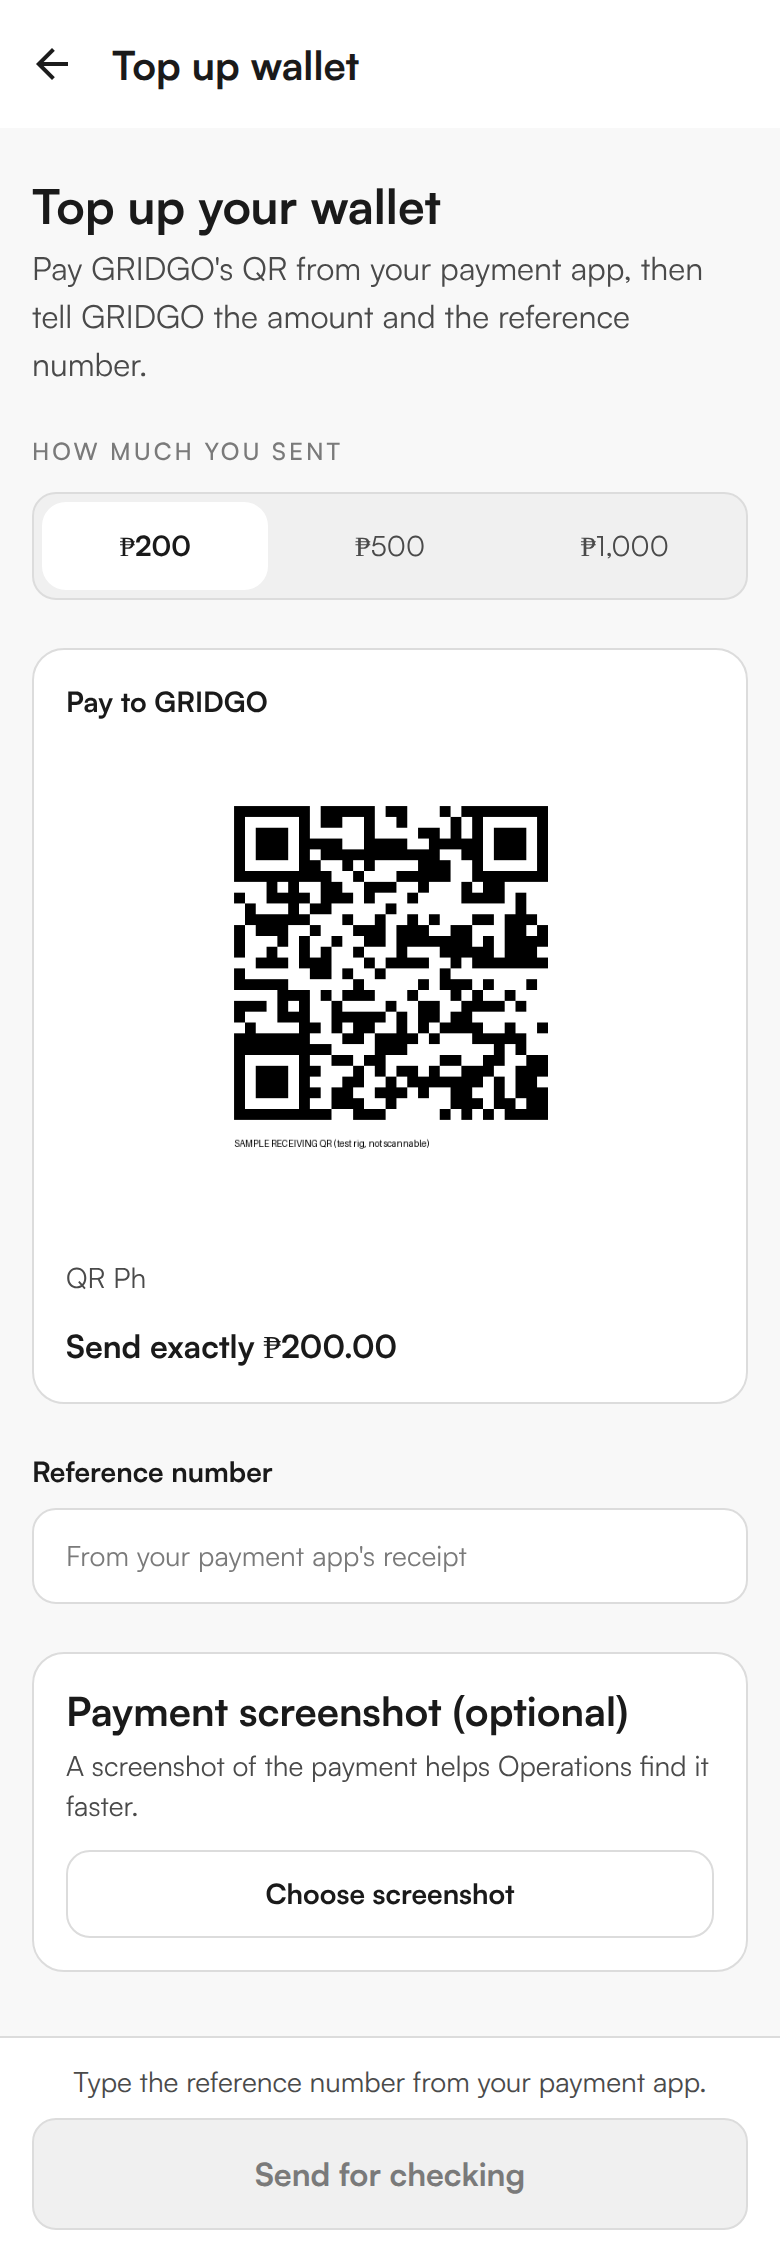 Top up wallet
Top up your wallet
Pay GRIDGO's QR from your payment app, then
tell GRIDGO the amount and the reference
number.
HOW MUCH YOU SENT
₱200
₱500
₱1,000
Pay to GRIDGO
SAMPLE RECEIVING QR (test rig, not scannable)
QR Ph
Send exactly ₱200.00
Reference number
From your payment app's receipt
Payment screenshot (optional)
A screenshot of the payment helps Operations find it
faster.
Choose screenshot
Type the reference number from your payment app.
Send for checking